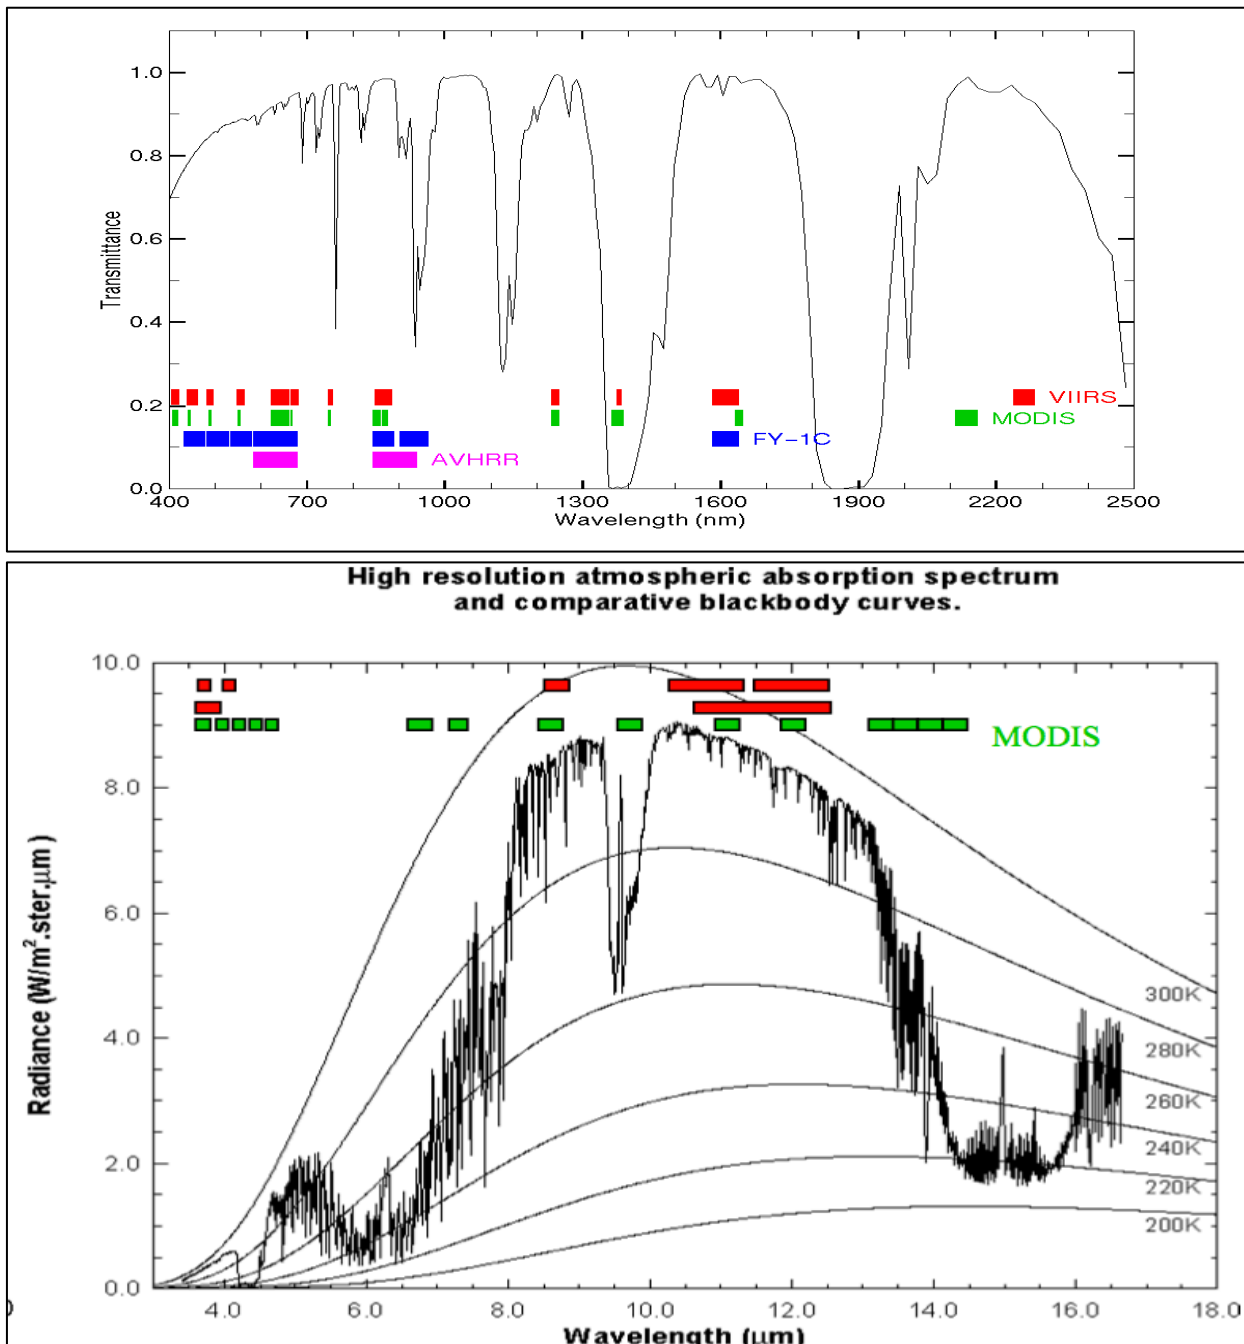 1.0
0.8
0.6
0.4
0.2
0.0
Transmittance
VIIRS
MODIS
FY-1C
AVHRR
400 700 1000 1300 1600 1900 2200 2500
Wavelength (nm)
High resolution atmospheric absorption spectrum
and comparative blackbody curves.
10.0
8.0
6.0
4.0
2.0
0.0
Radiance (W/m².ster.µm)
MODIS
300K
280K
260K
240K
220K
200K
4.0 6.0 8.0 10.0 12.0 14.0 16.0 18.0
Wavelength (µm)